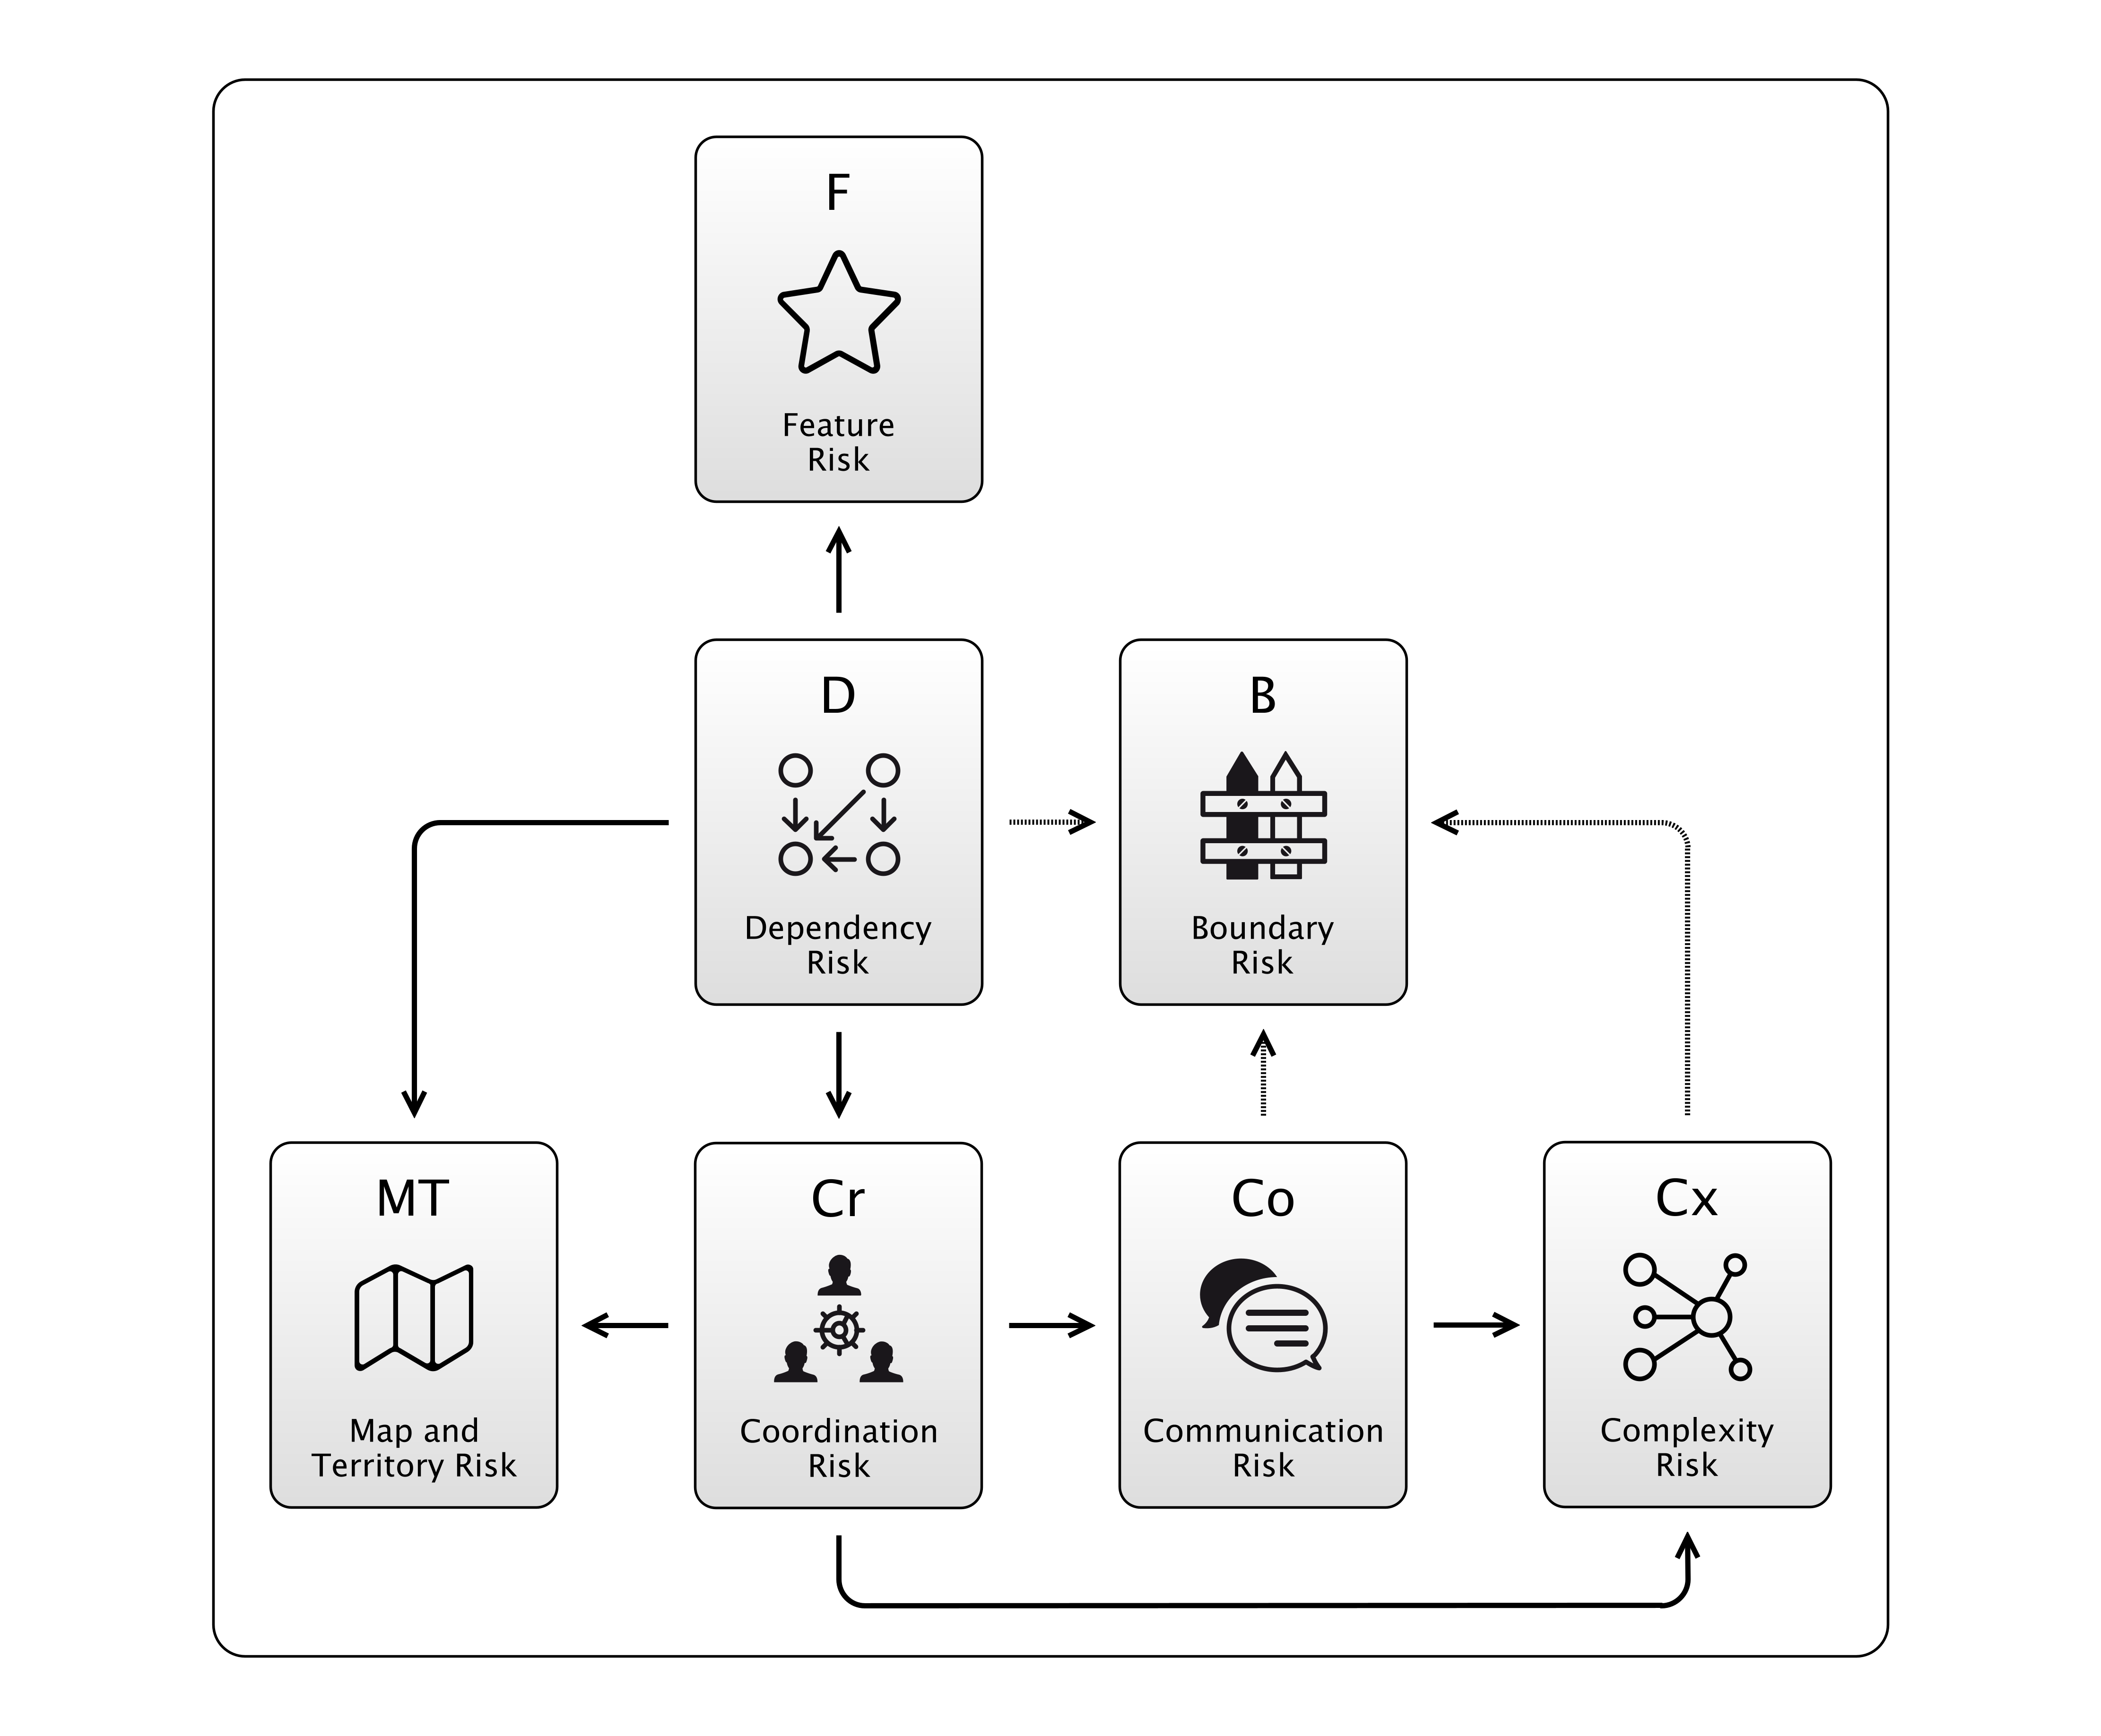 F
Feature
Risk
D
Dependency
Risk
B
Boundary
Risk
MT
Map and
Territory Risk
Cr
Coordination
Risk
Co
Communication
Risk
Cx
Complexity
Risk